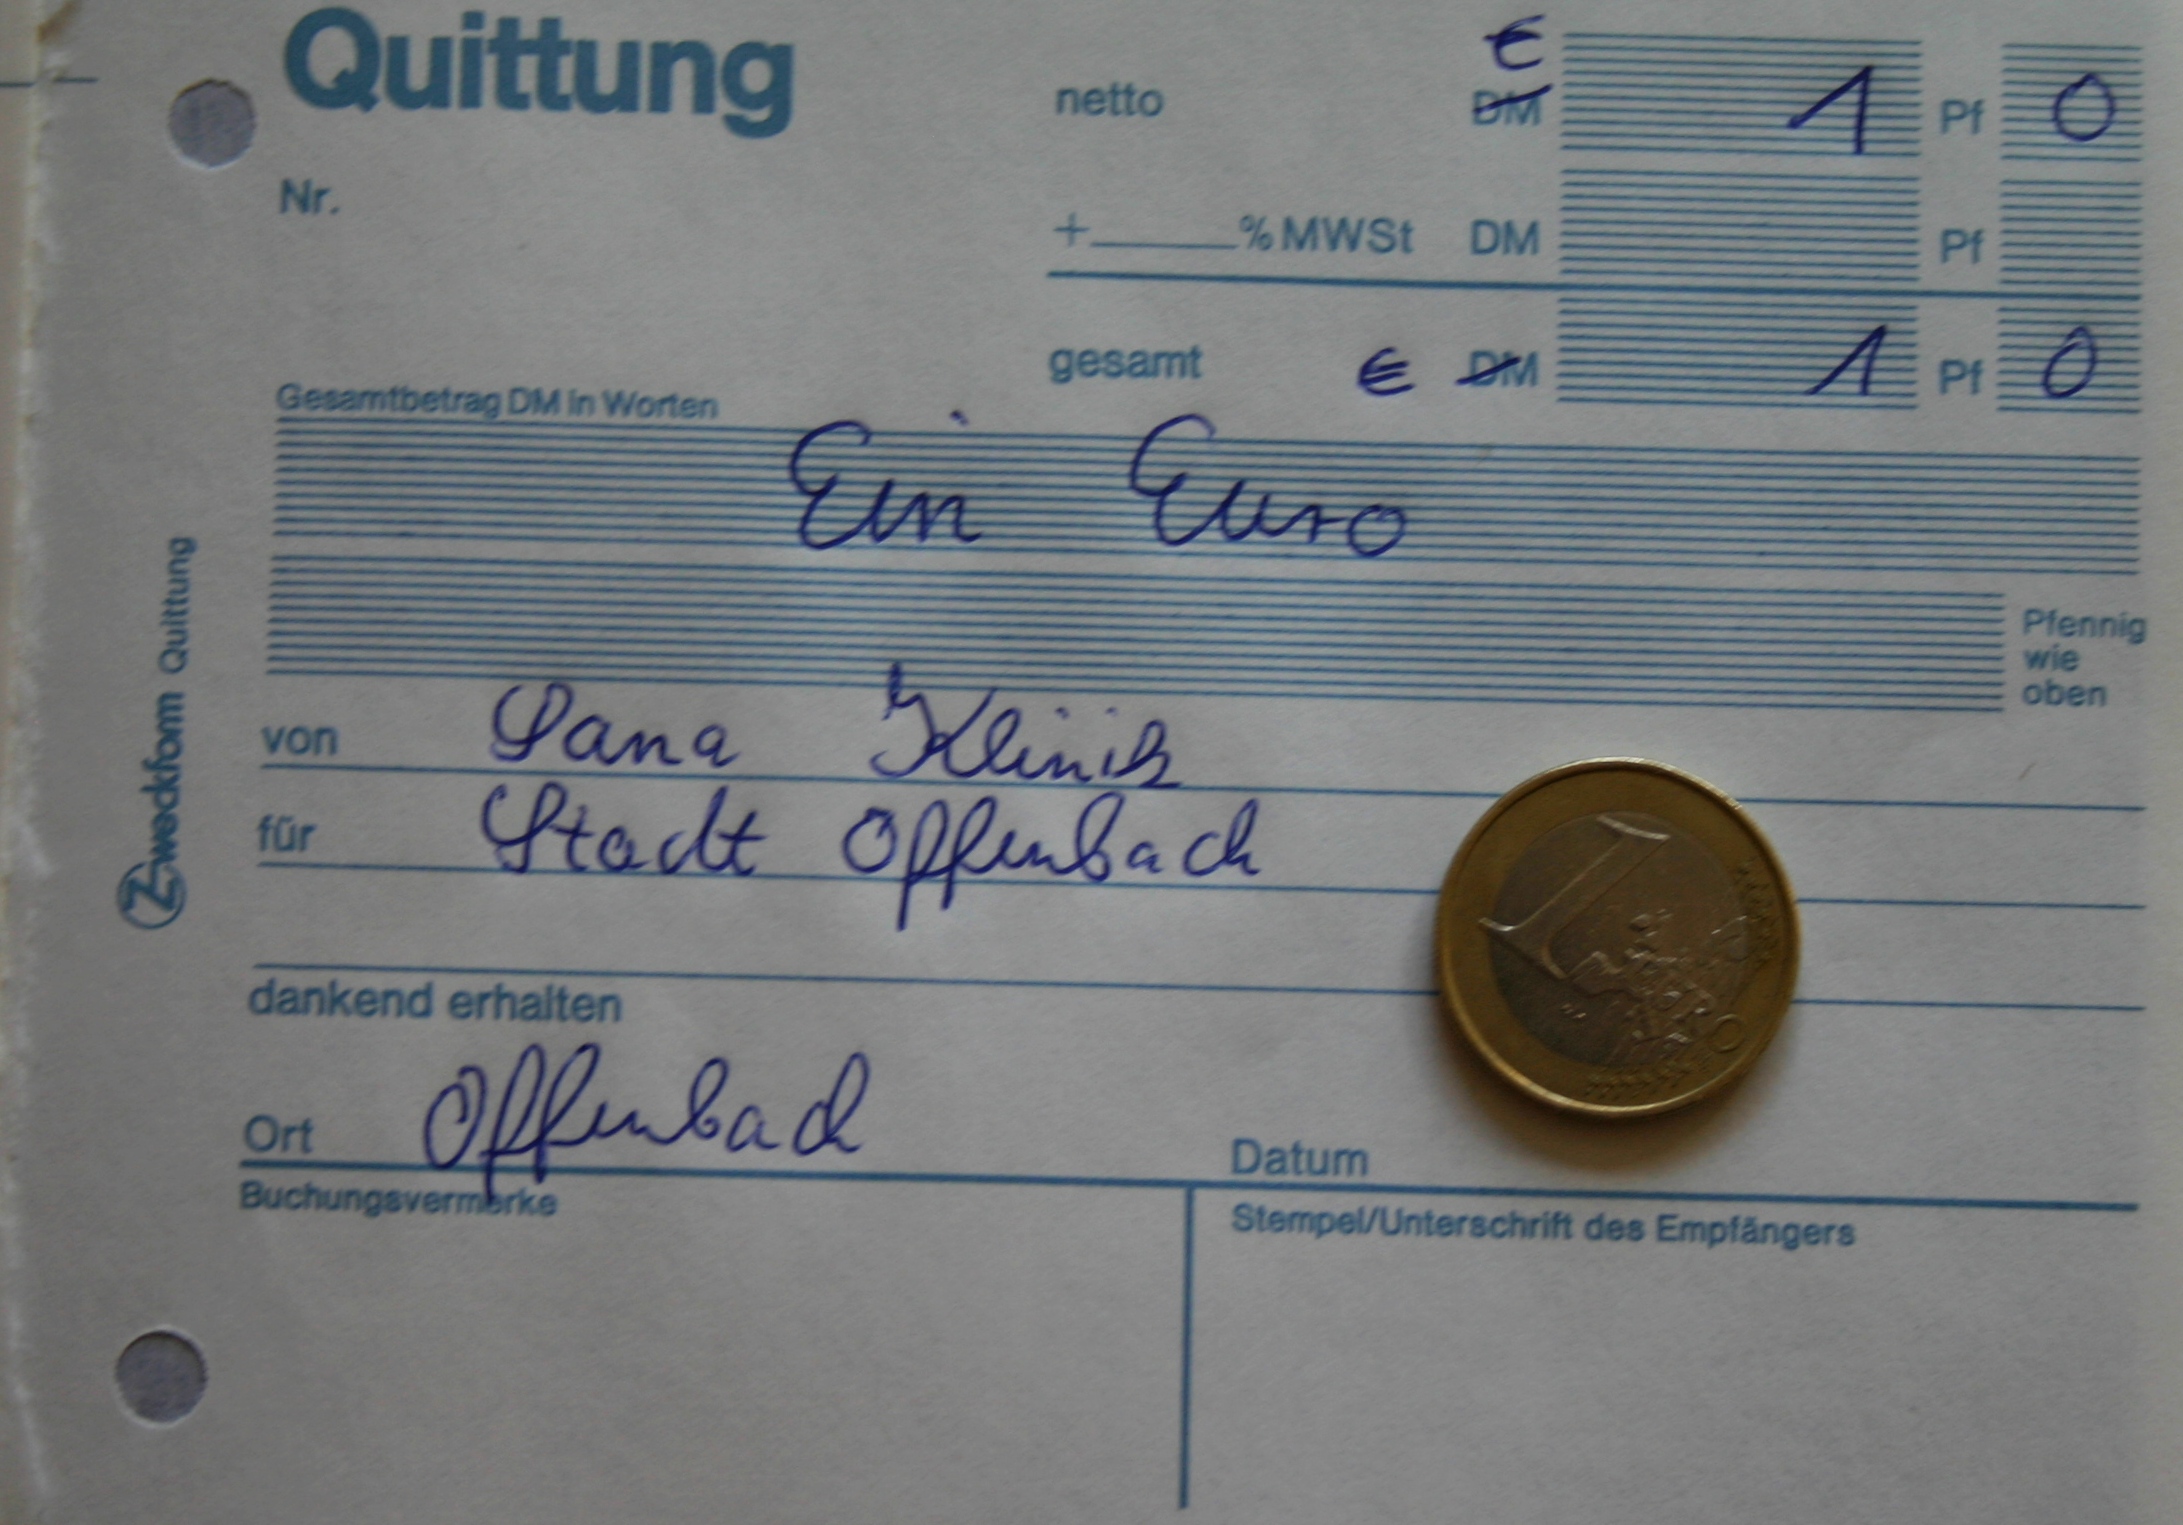 Quittung
€
netto DM 1 Pf 0
Nr.
+ % MWSt DM Pf
gesamt € DM 1 Pf 0
Gesamtbetrag DM in Worten
Ein Euro
Pfennig
wie
oben
von Sana Klinik
für Stadt Offenbach
dankend erhalten
Ort Offenbach
Datum
Buchungsvermerke
Stempel/Unterschrift des Empfängers
Zweckform Quittung
1